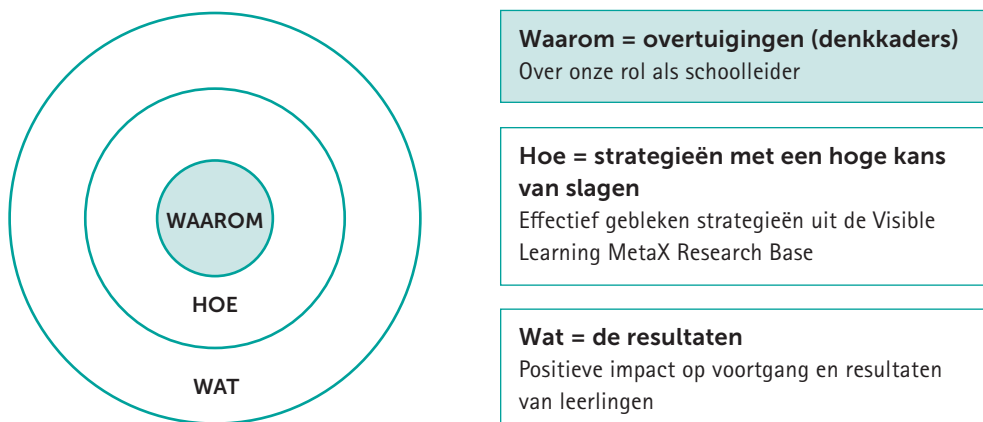 WAAROM
HOE
WAT
Waarom = overtuigingen (denkkaders)
Over onze rol als schoolleider
Hoe = strategieën met een hoge kans
van slagen
Effectief gebleken strategieën uit de Visible
Learning MetaX Research Base
Wat = de resultaten
Positieve impact op voortgang en resultaten
van leerlingen